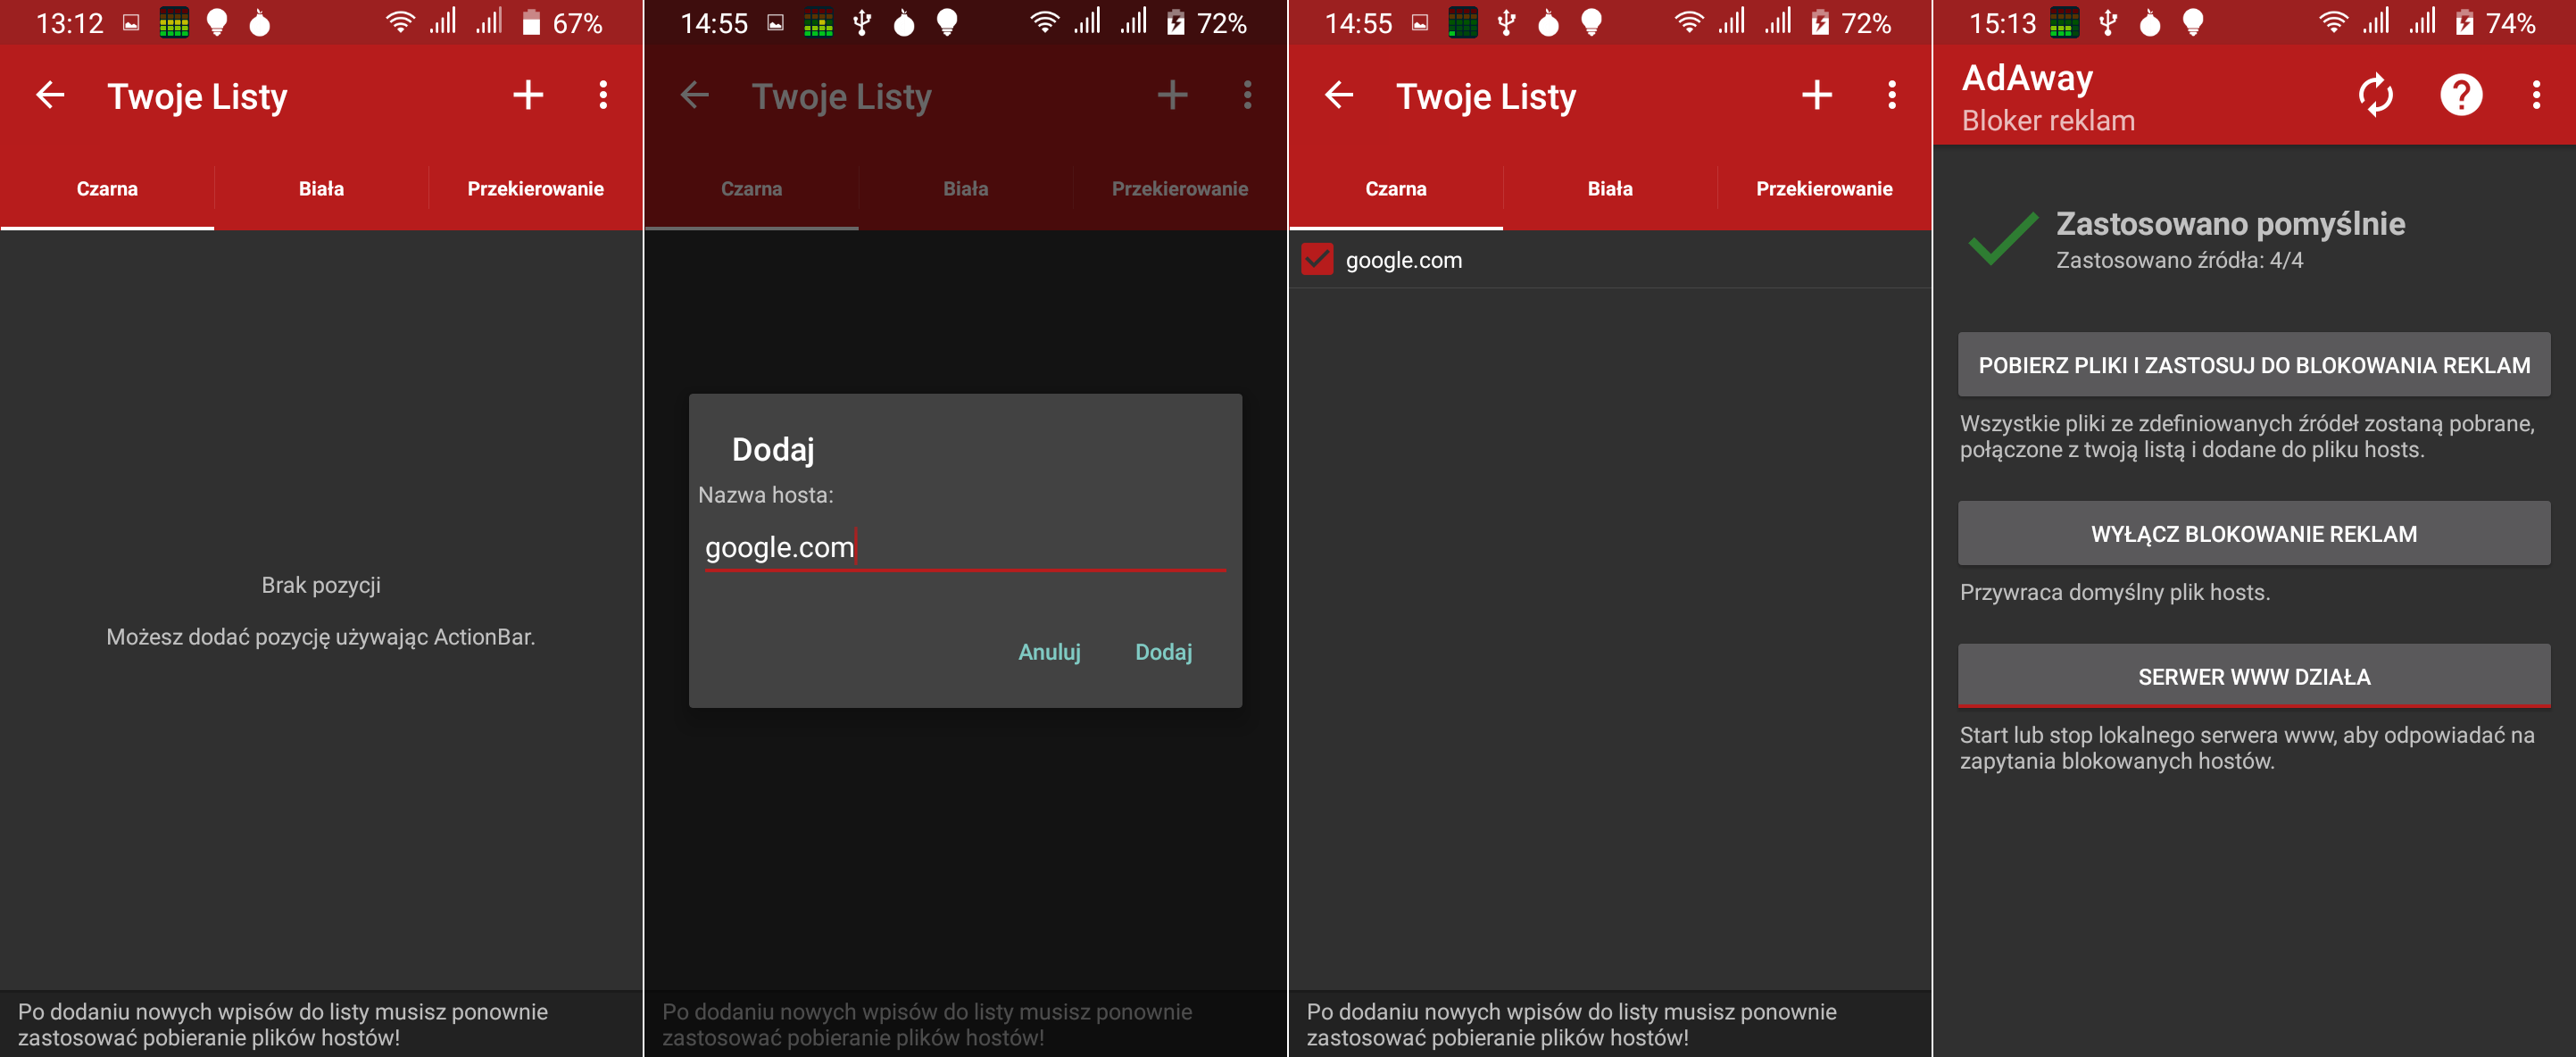 13:12 67%
Twoje Listy
Czarna Biała Przekierowanie
Brak pozycji
Możesz dodać pozycję używając ActionBar.
Po dodaniu nowych wpisów do listy musisz ponownie
zastosować pobieranie plików hostów!
14:55 72%
Twoje Listy
Czarna Biała Przekierowanie
Dodaj
Nazwa hosta:
google.com
Anuluj Dodaj
Po dodaniu nowych wpisów do listy musisz ponownie
zastosować pobieranie plików hostów!
14:55 72%
Twoje Listy
Czarna Biała Przekierowanie
google.com
Po dodaniu nowych wpisów do listy musisz ponownie
zastosować pobieranie plików hostów!
15:13 74%
AdAway
Bloker reklam
Zastosowano pomyślnie
Zastosowano źródła: 4/4
POBIERZ PLIKI I ZASTOSUJ DO BLOKOWANIA REKLAM
Wszystkie pliki ze zdefiniowanych źródeł zostaną pobrane,
połączone z twoją listą i dodane do pliku hosts.
WYŁĄCZ BLOKOWANIE REKLAM
Przywraca domyślny plik hosts.
SERWER WWW DZIAŁA
Start lub stop lokalnego serwera www, aby odpowiadać na
zapytania blokowanych hostów.